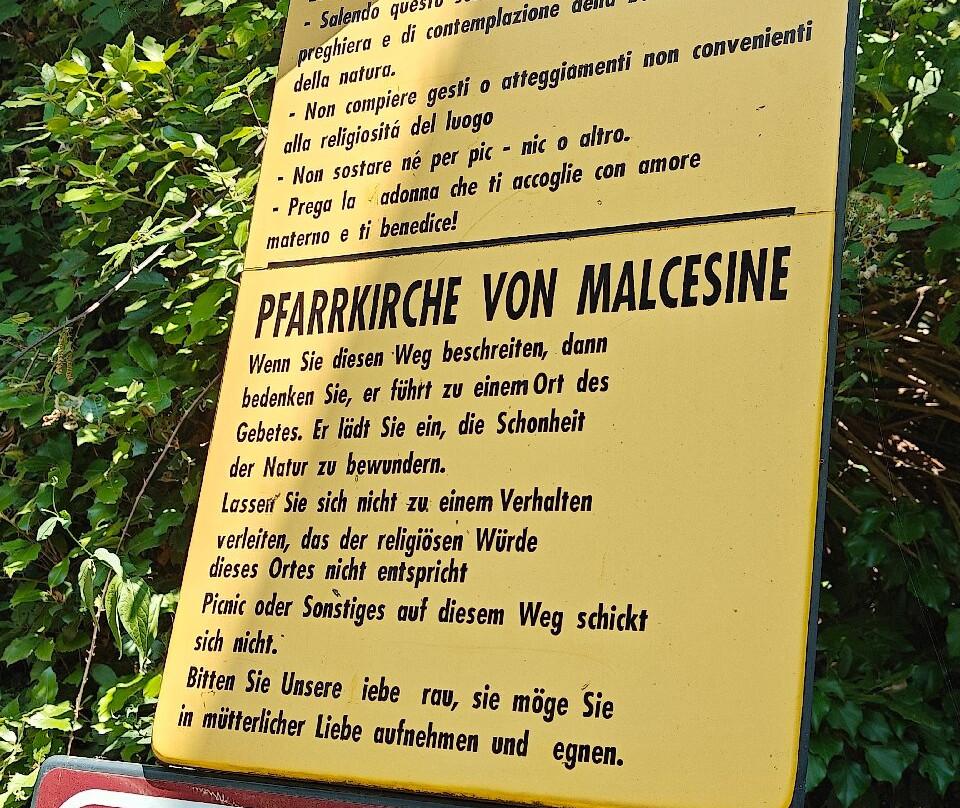 - Salendo questo
preghiera e di contemplazione della
della natura.
- Non compiere gesti o atteggiamenti non convenienti
alla religiositá del luogo
- Non sostare né per pic - nic o altro.
- Prega la adonna che ti accoglie con amore
materno e ti benedice!
PFARRKIRCHE VON MALCESINE
Wenn Sie diesen Weg beschreiten, dann
bedenken Sie, er führt zu einem Ort des
Gebetes. Er lädt Sie ein, die Schonheit
der Natur zu bewundern.
Lassen Sie sich nicht zu einem Verhalten
verleiten, das der religiösen Würde
dieses Ortes nicht entspricht
Picnic oder Sonstiges auf diesem Weg schickt
sich nicht.
Bitten Sie Unsere iebe rau, sie möge Sie
in mütterlicher Liebe aufnehmen und egnen.